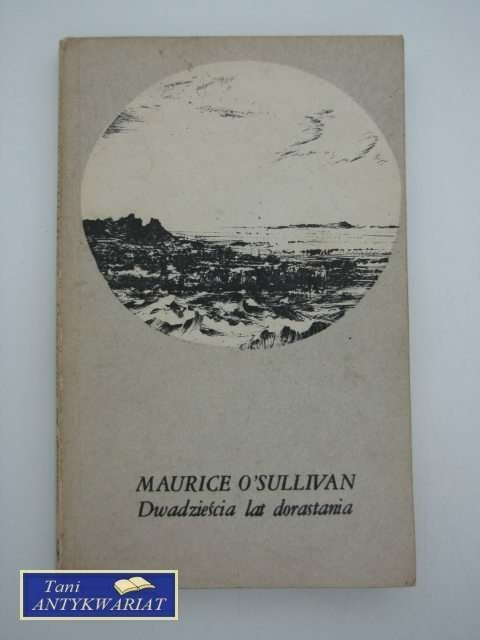 MAURICE O'SULLIVAN
Dwadzieścia lat dorastania
Tani
ANTYKWARIAT